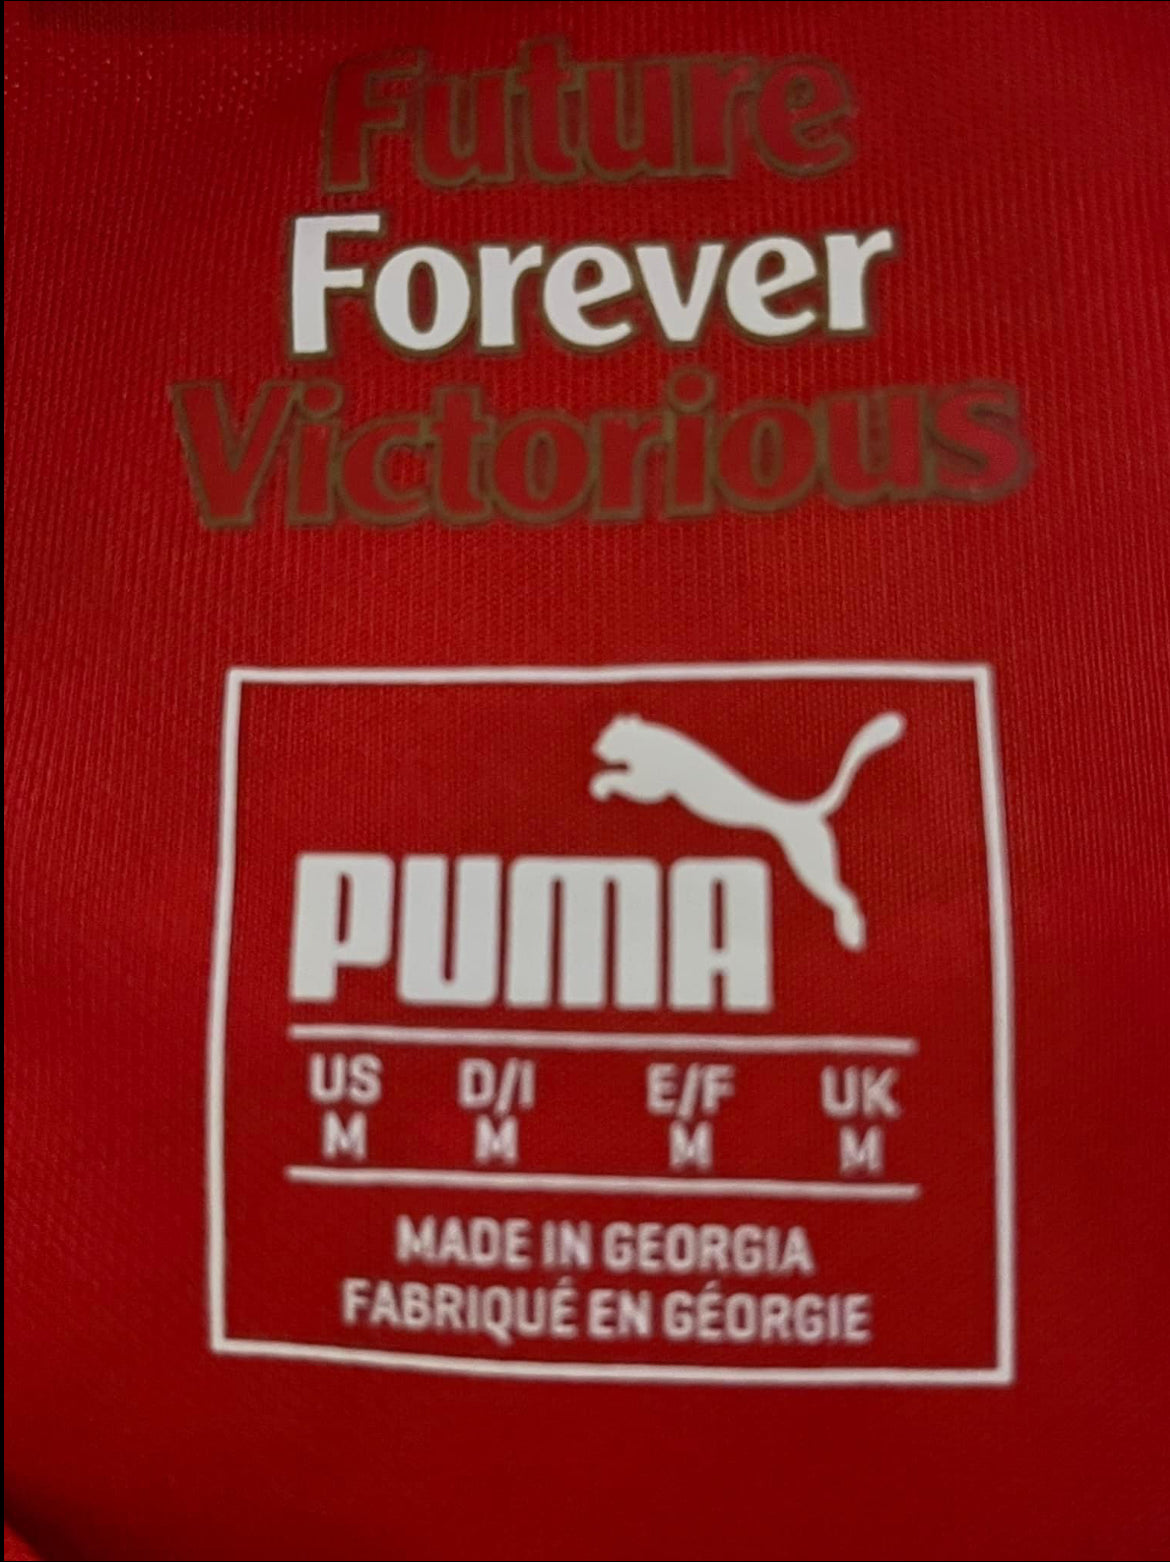 Future
Forever
Victorious
PUMA
US D/I E/F UK
M M M M
MADE IN GEORGIA
FABRIQUÉ EN GÉORGIE